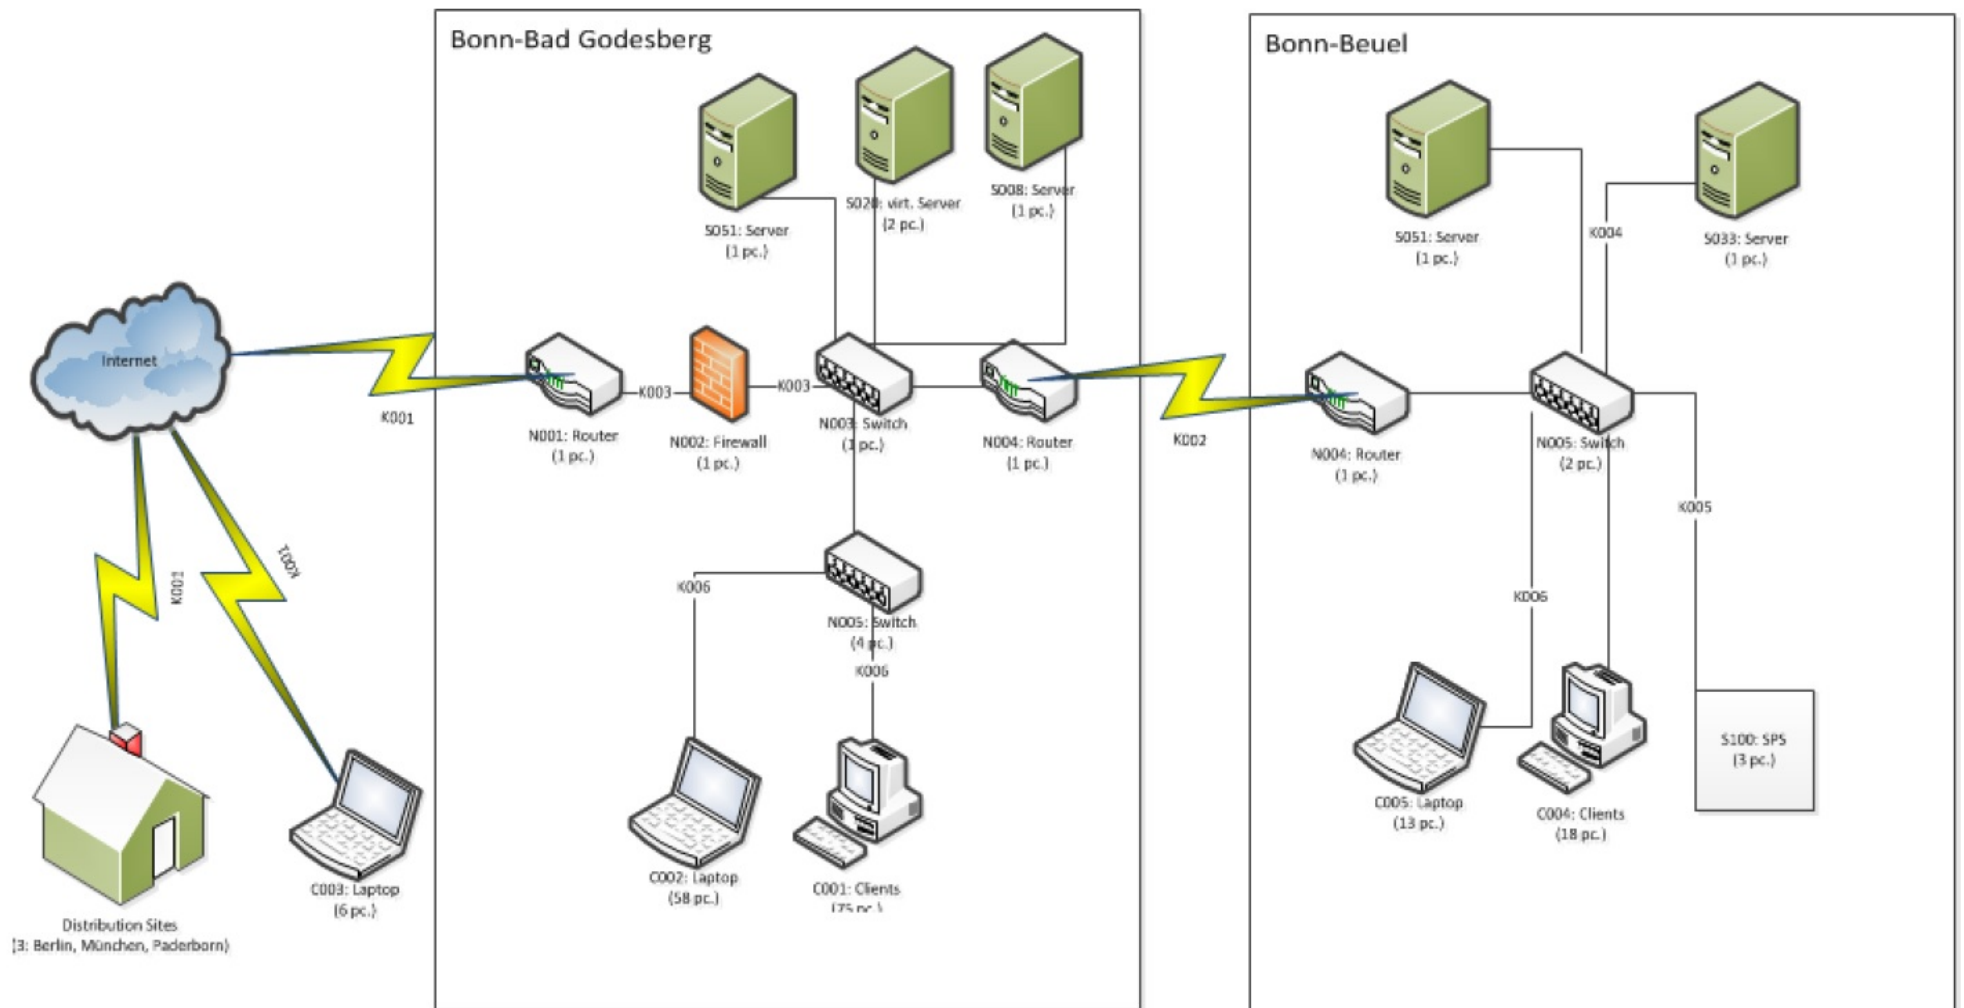 Bonn-Bad Godesberg
Bonn-Beuel
S051: Server
(1 pc.)
S020: virt. Server
(2 pc.)
S008: Server
(1 pc.)
S051: Server
(1 pc.)
K004
S033: Server
(1 pc.)
Internet
K001
N001: Router
(1 pc.)
K003
N002: Firewall
(1 pc.)
K003
N003: Switch
(1 pc.)
N004: Router
(1 pc.)
K002
N004: Router
(1 pc.)
N005: Switch
(2 pc.)
K005
K001
K001
K006
N005: Switch
(4 pc.)
K006
K006
Distribution Sites
(3: Berlin, München, Paderborn)
C003: Laptop
(6 pc.)
C002: Laptop
(58 pc.)
C001: Clients
(75 pc.)
C005: Laptop
(13 pc.)
C004: Clients
(18 pc.)
S100: SPS
(3 pc.)